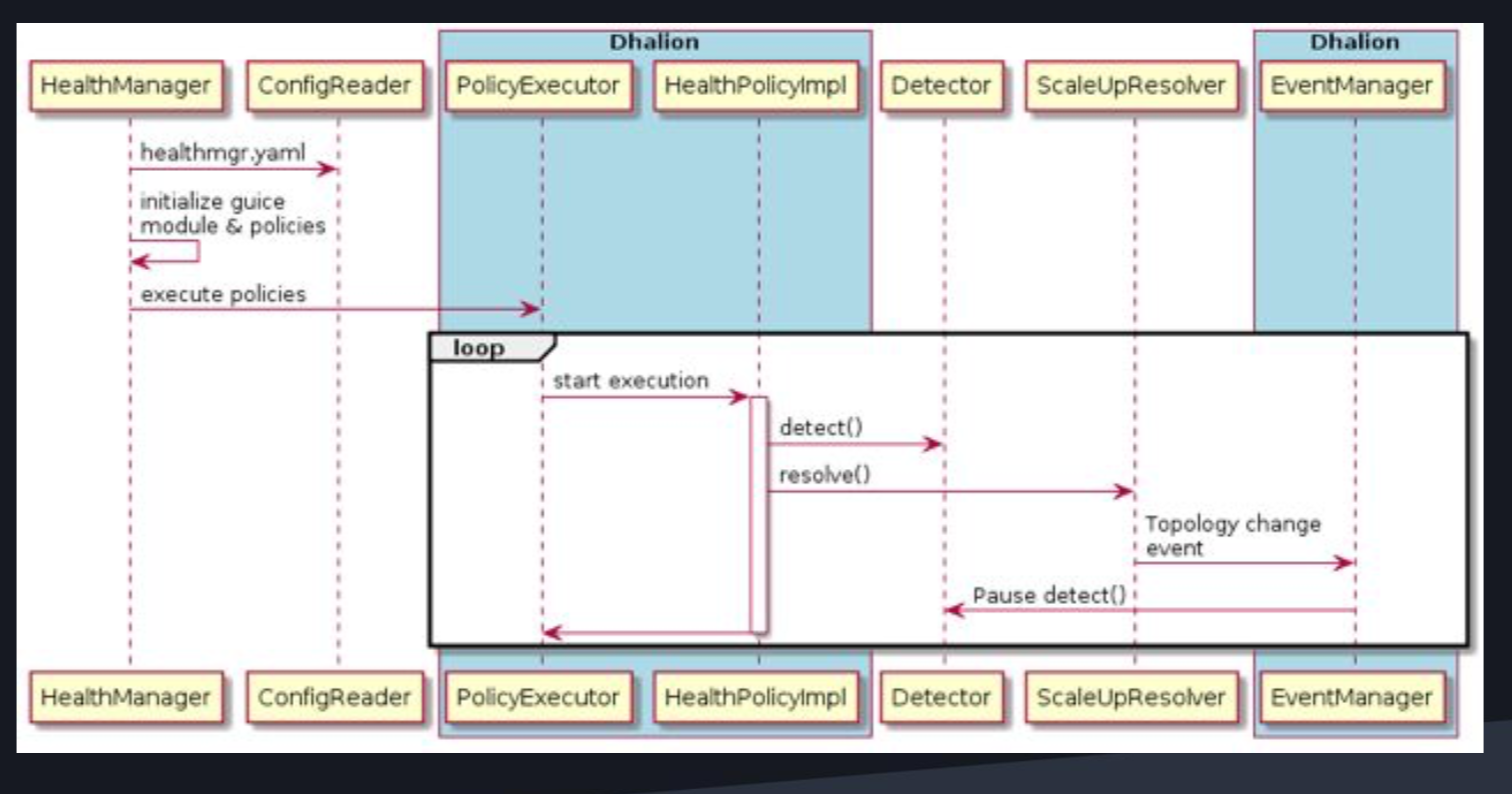 Dhalion
Dhalion
HealthManager
ConfigReader
PolicyExecutor
HealthPolicyImpl
Detector
ScaleUpResolver
EventManager
healthmgr.yaml
initialize guice
module & policies
execute policies
loop
start execution
detect()
resolve()
Topology change
event
Pause detect()
HealthManager
ConfigReader
PolicyExecutor
HealthPolicyImpl
Detector
ScaleUpResolver
EventManager